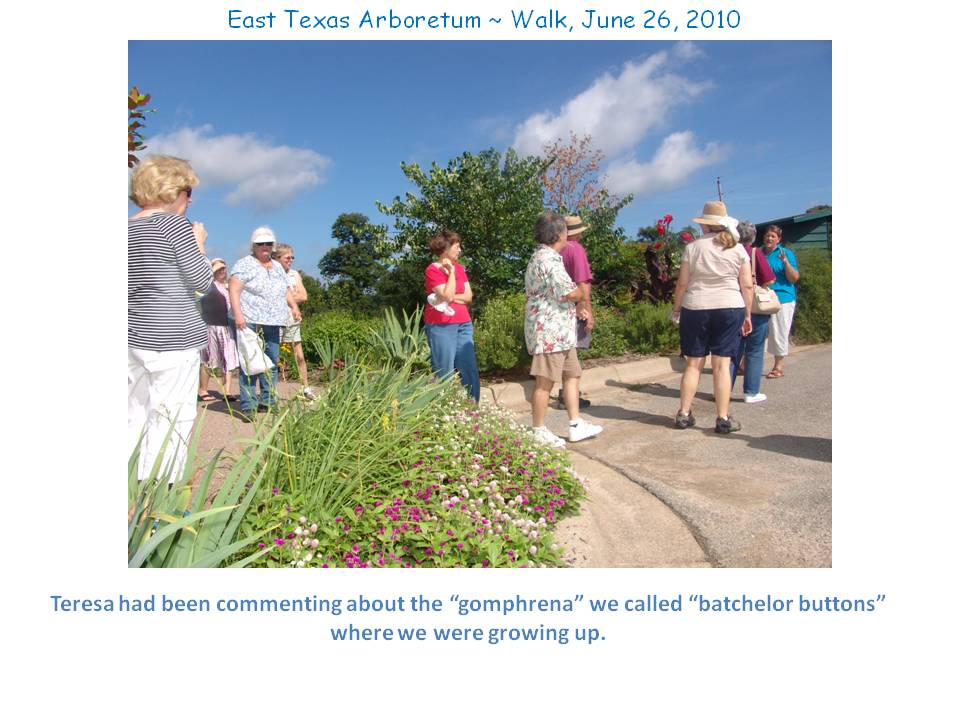 East Texas Arboretum ~ Walk, June 26, 2010
Teresa had been commenting about the “gomphrena” we called “batchelor buttons”
where we were growing up.